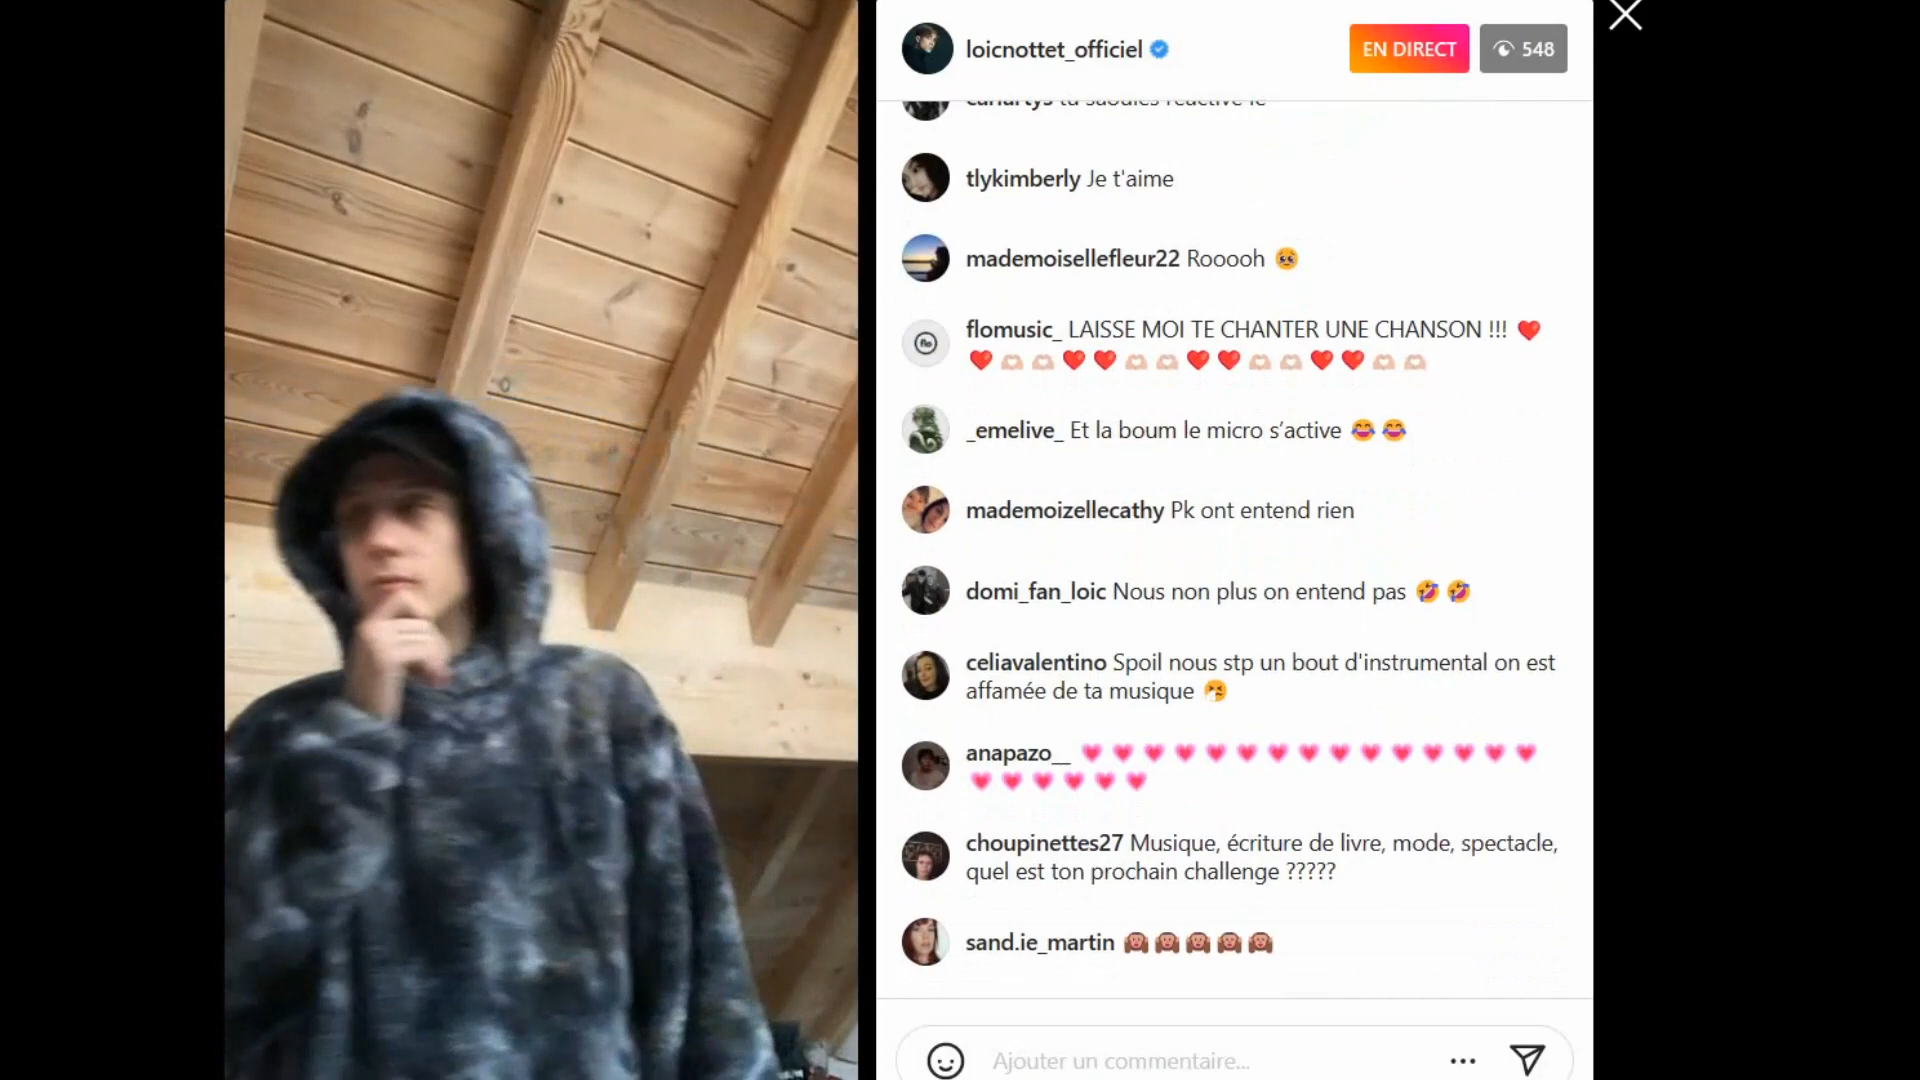 loicnottet_officiel
EN DIRECT
548
tlykimberly Je t'aime
mademoisellefleur22 Rooooh 🥹
flomusic_ LAISSE MOI TE CHANTER UNE CHANSON !!! ❤️
❤️🫶🏻🫶🏻❤️❤️🫶🏻🫶🏻❤️❤️🫶🏻🫶🏻❤️❤️🫶🏻🫶🏻
_emelive_ Et la boum le micro s’active 😂😂
mademoizellecathy Pk ont entend rien
domi_fan_loic Nous non plus on entend pas 🤣🤣
celiavalentino Spoil nous stp un bout d'instrumental on est
affamée de ta musique 🤧
anapazo__ 💗💗💗💗💗💗💗💗💗💗💗💗💗💗💗
💗💗💗💗💗💗
choupinettes27 Musique, écriture de livre, mode, spectacle,
quel est ton prochain challenge ?????
sand.ie_martin 🙉🙉🙉🙉🙉
Ajouter un commentaire...